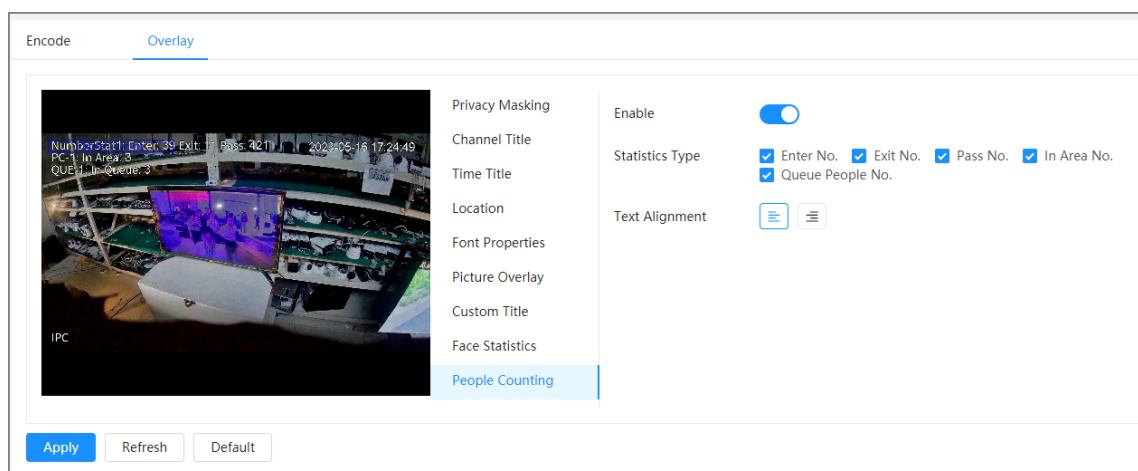 Encode Overlay
NumberStat1: Enter: 39 Exit: Pass: 421 2023-05-16 17:24:49
PC-1: In Area: 3
QUE-1: In Queue: 3
IPC
Privacy Masking
Channel Title
Time Title
Location
Font Properties
Picture Overlay
Custom Title
Face Statistics
People Counting
Enable
Statistics Type Enter No. Exit No. Pass No. In Area No.
Queue People No.
Text Alignment
Apply Refresh Default